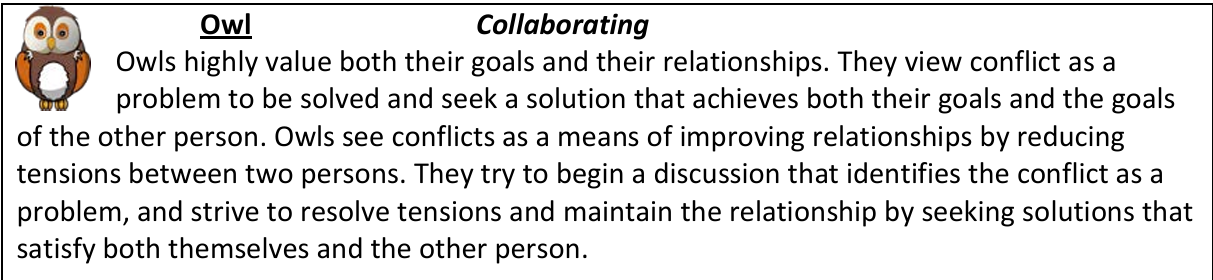 Owl Collaborating
Owls highly value both their goals and their relationships. They view conflict as a
problem to be solved and seek a solution that achieves both their goals and the goals
of the other person. Owls see conflicts as a means of improving relationships by reducing
tensions between two persons. They try to begin a discussion that identifies the conflict as a
problem, and strive to resolve tensions and maintain the relationship by seeking solutions that
satisfy both themselves and the other person.